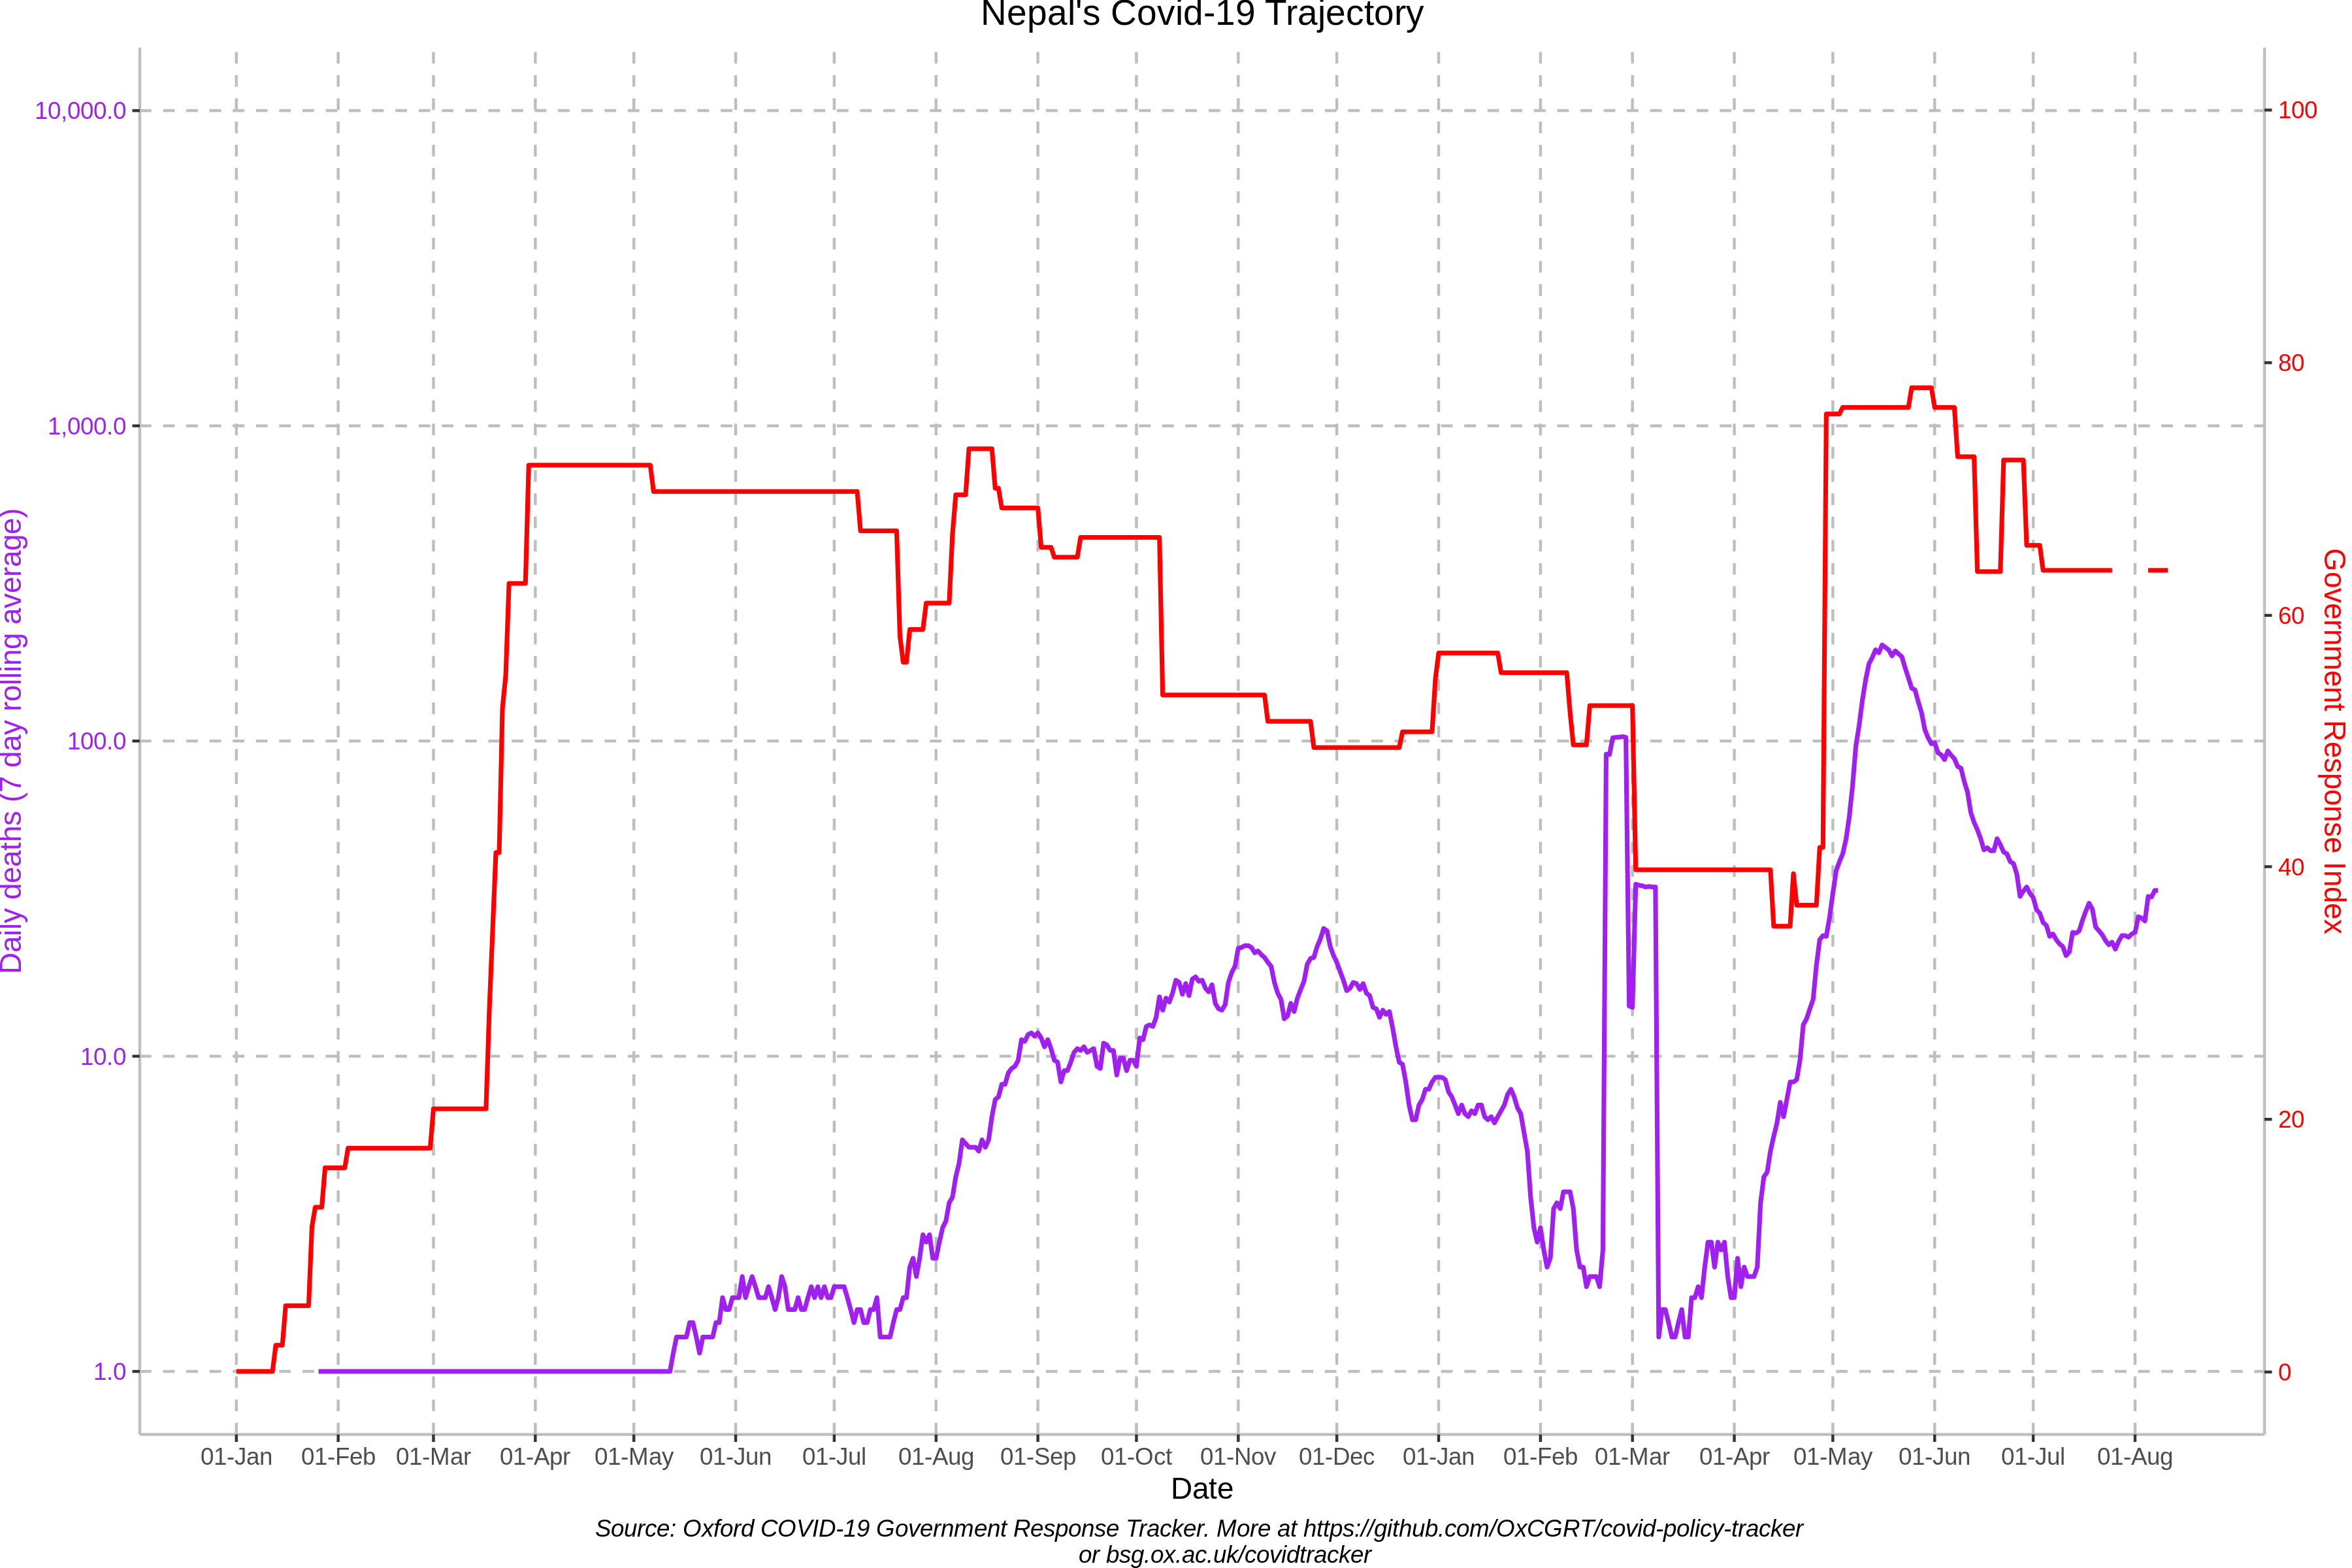 Nepal's Covid-19 Trajectory
10,000.0
1,000.0
100.0
10.0
1.0
Daily deaths (7 day rolling average)
100
80
60
40
20
0
Government Response Index
01-Jan 01-Feb 01-Mar 01-Apr 01-May 01-Jun 01-Jul 01-Aug 01-Sep 01-Oct 01-Nov 01-Dec 01-Jan 01-Feb 01-Mar 01-Apr 01-May 01-Jun 01-Jul 01-Aug
Date
Source: Oxford COVID-19 Government Response Tracker. More at https://github.com/OxCGRT/covid-policy-tracker
or bsg.ox.ac.uk/covidtracker